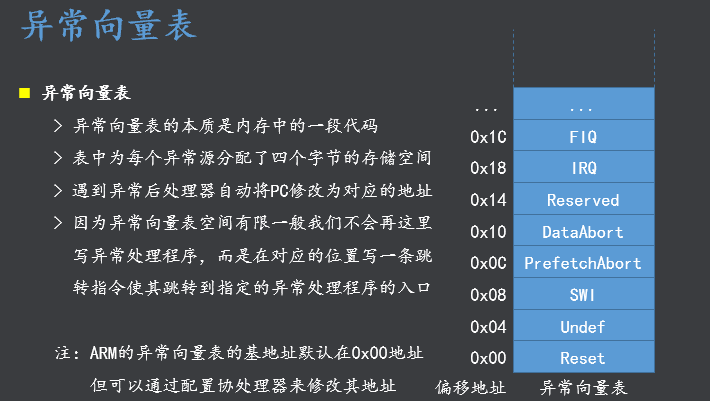 异常向量表
■ 异常向量表
> 异常向量表的本质是内存中的一段代码
> 表中为每个异常源分配了四个字节的存储空间
> 遇到异常后处理器自动将PC修改为对应的地址
> 因为异常向量表空间有限一般我们不会再这里
写异常处理程序，而是在对应的位置写一条跳
转指令使其跳转到指定的异常处理程序的入口
注：ARM的异常向量表的基地址默认在0x00地址
但可以通过配置协处理器来修改其地址
... ...
0x1C FIQ
0x18 IRQ
0x14 Reserved
0x10 DataAbort
0x0C PrefetchAbort
0x08 SWI
0x04 Undef
0x00 Reset
偏移地址 异常向量表